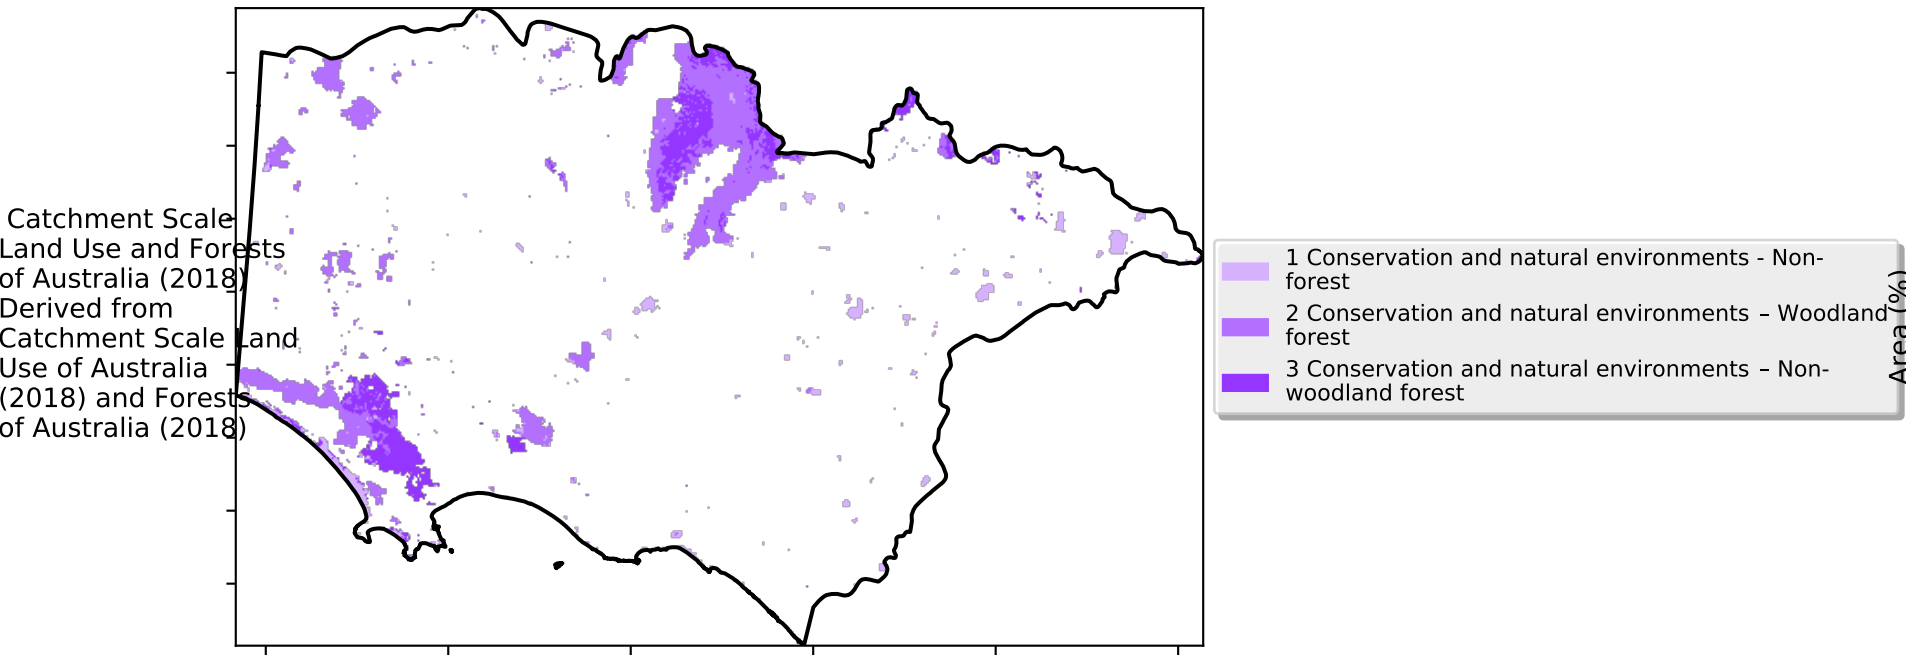 Catchment Scale
Land Use and Forests
of Australia (2018)
Derived from
Catchment Scale Land
Use of Australia
(2018) and Forests
of Australia (2018)
1 Conservation and natural environments - Non-
forest
2 Conservation and natural environments – Woodland
forest
3 Conservation and natural environments – Non-
woodland forest
Area (%)